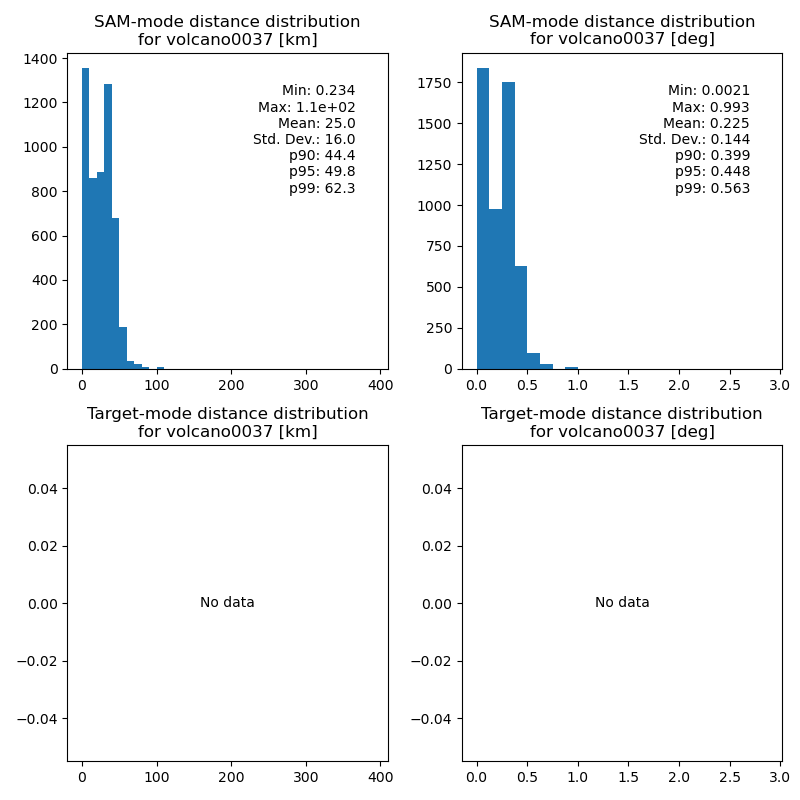 SAM-mode distance distribution
for volcano0037 [km]
1400
1200
1000
800
600
400
200
0
Min: 0.234
Max: 1.1e+02
Mean: 25.0
Std. Dev.: 16.0
p90: 44.4
p95: 49.8
p99: 62.3
0 100 200 300 400
SAM-mode distance distribution
for volcano0037 [deg]
1750
1500
1250
1000
750
500
250
0
Min: 0.0021
Max: 0.993
Mean: 0.225
Std. Dev.: 0.144
p90: 0.399
p95: 0.448
p99: 0.563
0.0 0.5 1.0 1.5 2.0 2.5 3.0
Target-mode distance distribution
for volcano0037 [km]
0.04
0.02
0.00
−0.02
−0.04
No data
0 100 200 300 400
Target-mode distance distribution
for volcano0037 [deg]
0.04
0.02
0.00
−0.02
−0.04
No data
0.0 0.5 1.0 1.5 2.0 2.5 3.0